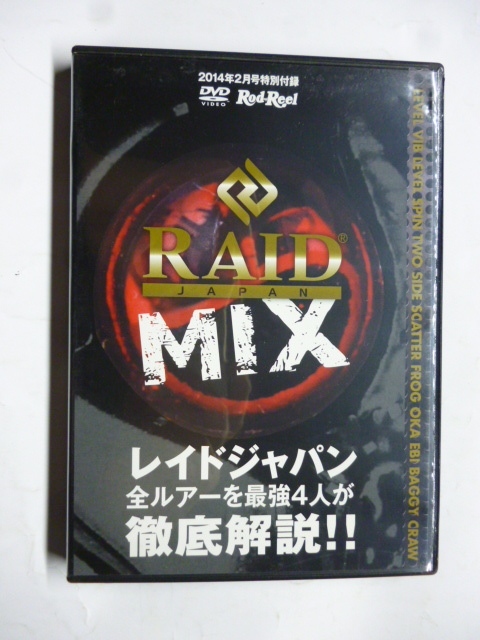 2014年2月号特別付録
DVD VIDEO Rod and Reel
RAID®
JAPAN
MIX
レイドジャパン
全ルアーを最強4人が
徹底解説!!
LEVEL VIB LEVEL SPIN TWO SIDE SCATTER FROG OKA EBI BAGGY CRAW